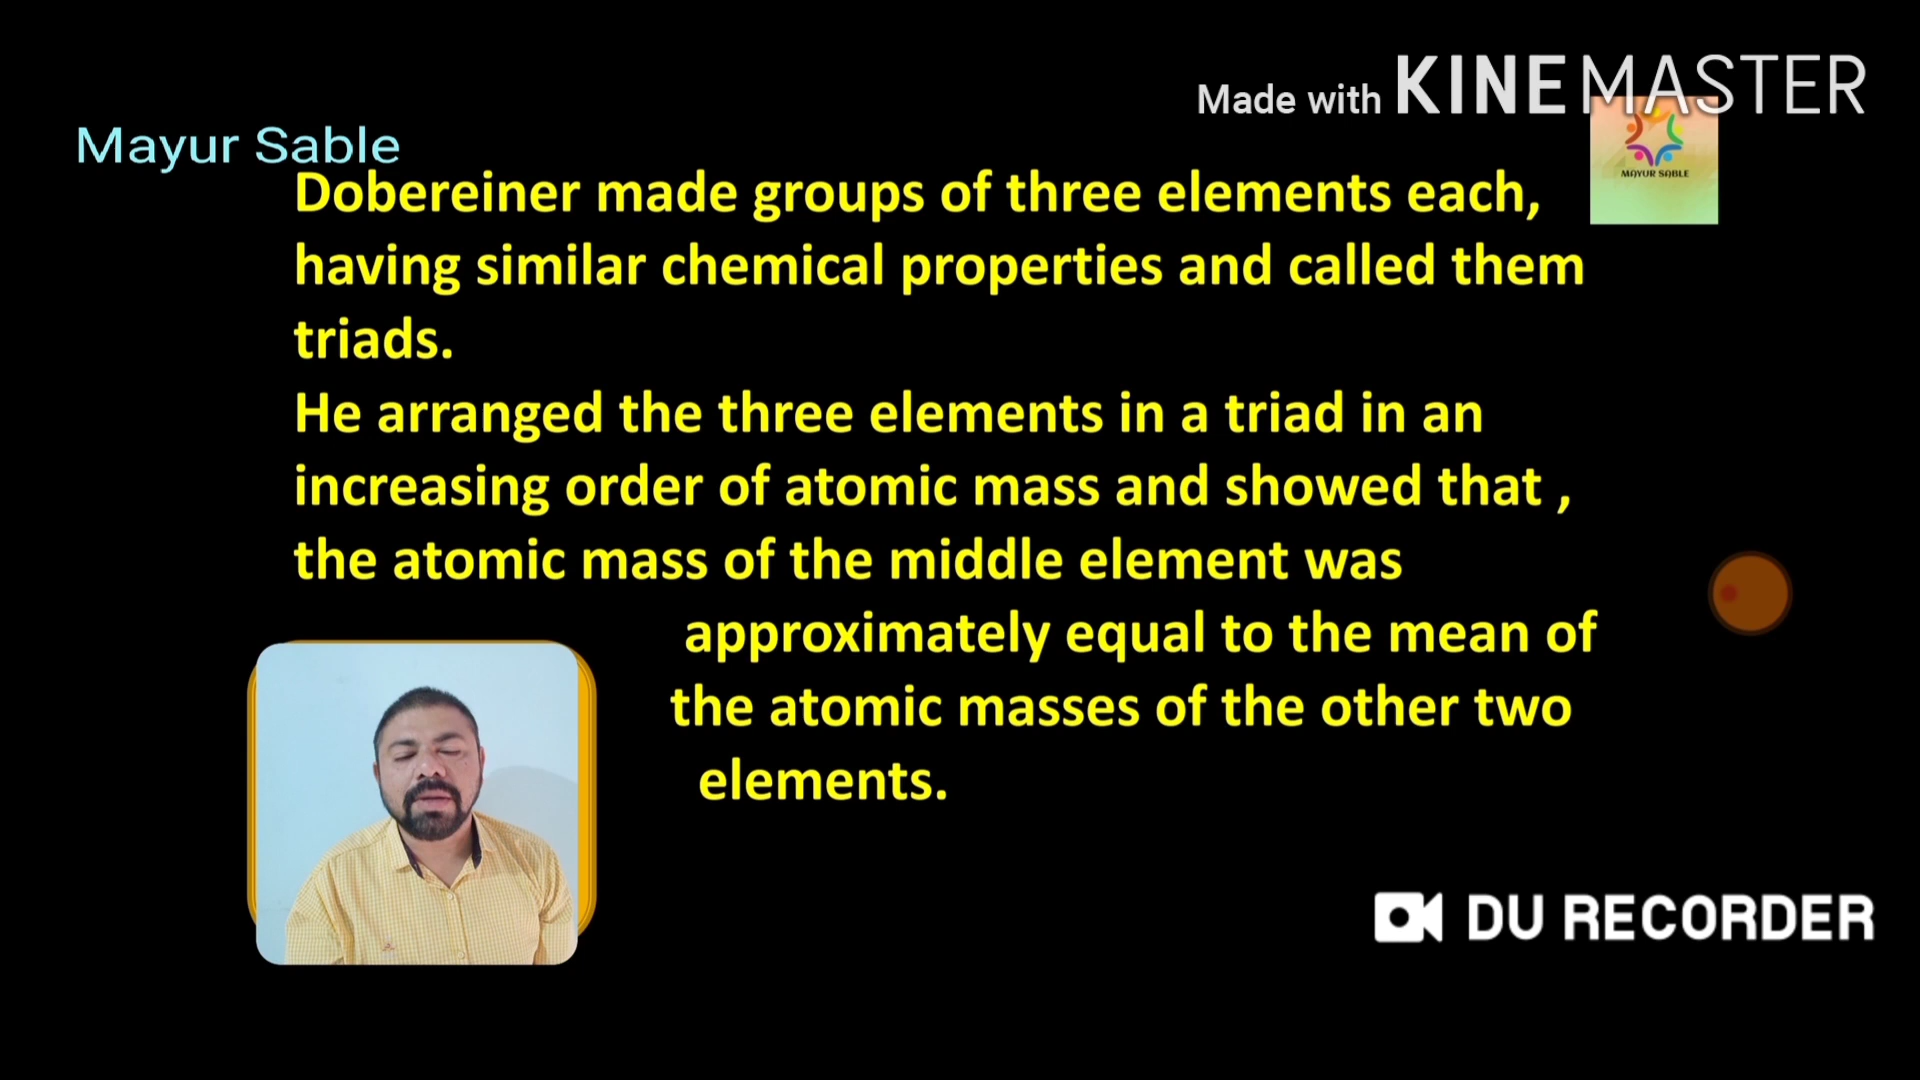 Made with KINEMASTER
Mayur Sable
MAYUR SABLE
Dobereiner made groups of three elements each,
having similar chemical properties and called them
triads.
He arranged the three elements in a triad in an
increasing order of atomic mass and showed that ,
the atomic mass of the middle element was
approximately equal to the mean of
the atomic masses of the other two
elements.
DU RECORDER